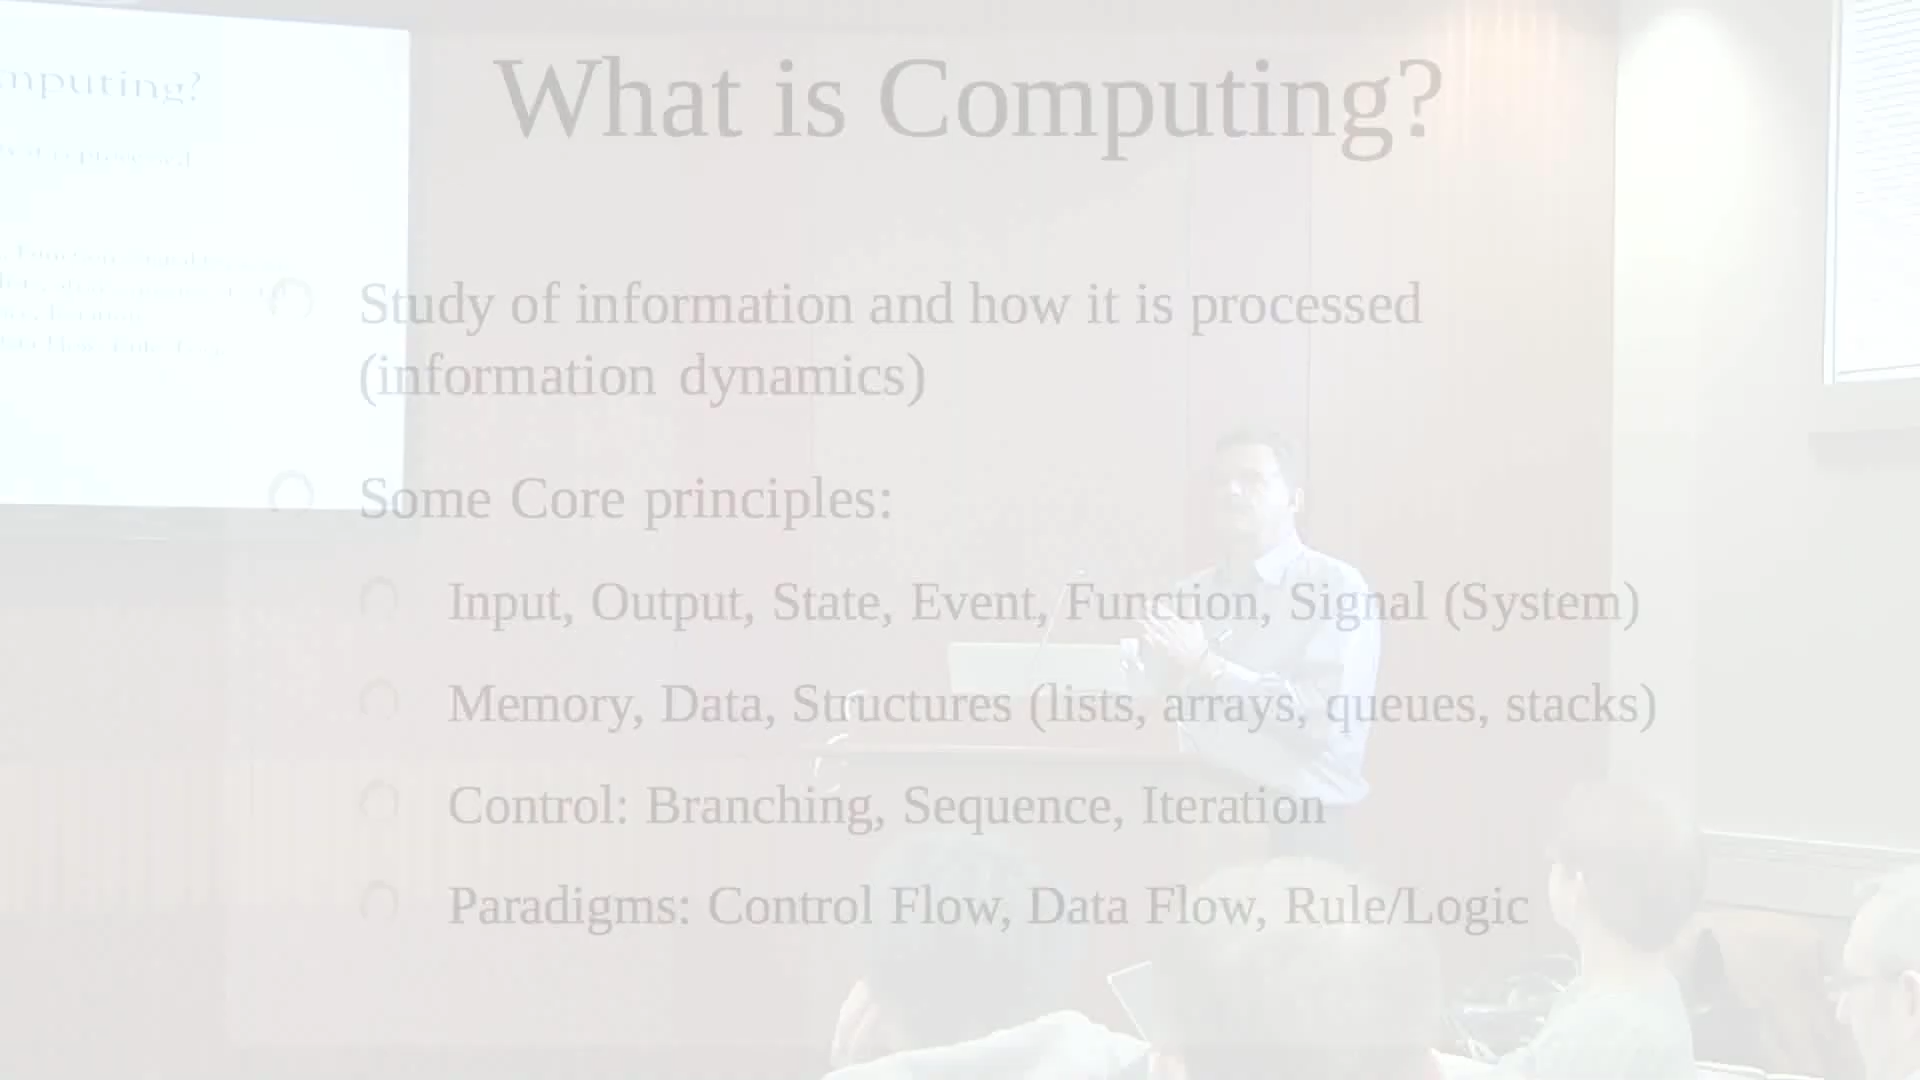 What is Computing?
Study of information and how it is processed
(information dynamics)
Some Core principles:
Input, Output, State, Event, Function, Signal (System)
Memory, Data, Structures (lists, arrays, queues, stacks)
Control: Branching, Sequence, Iteration
Paradigms: Control Flow, Data Flow, Rule/Logic
mputing?